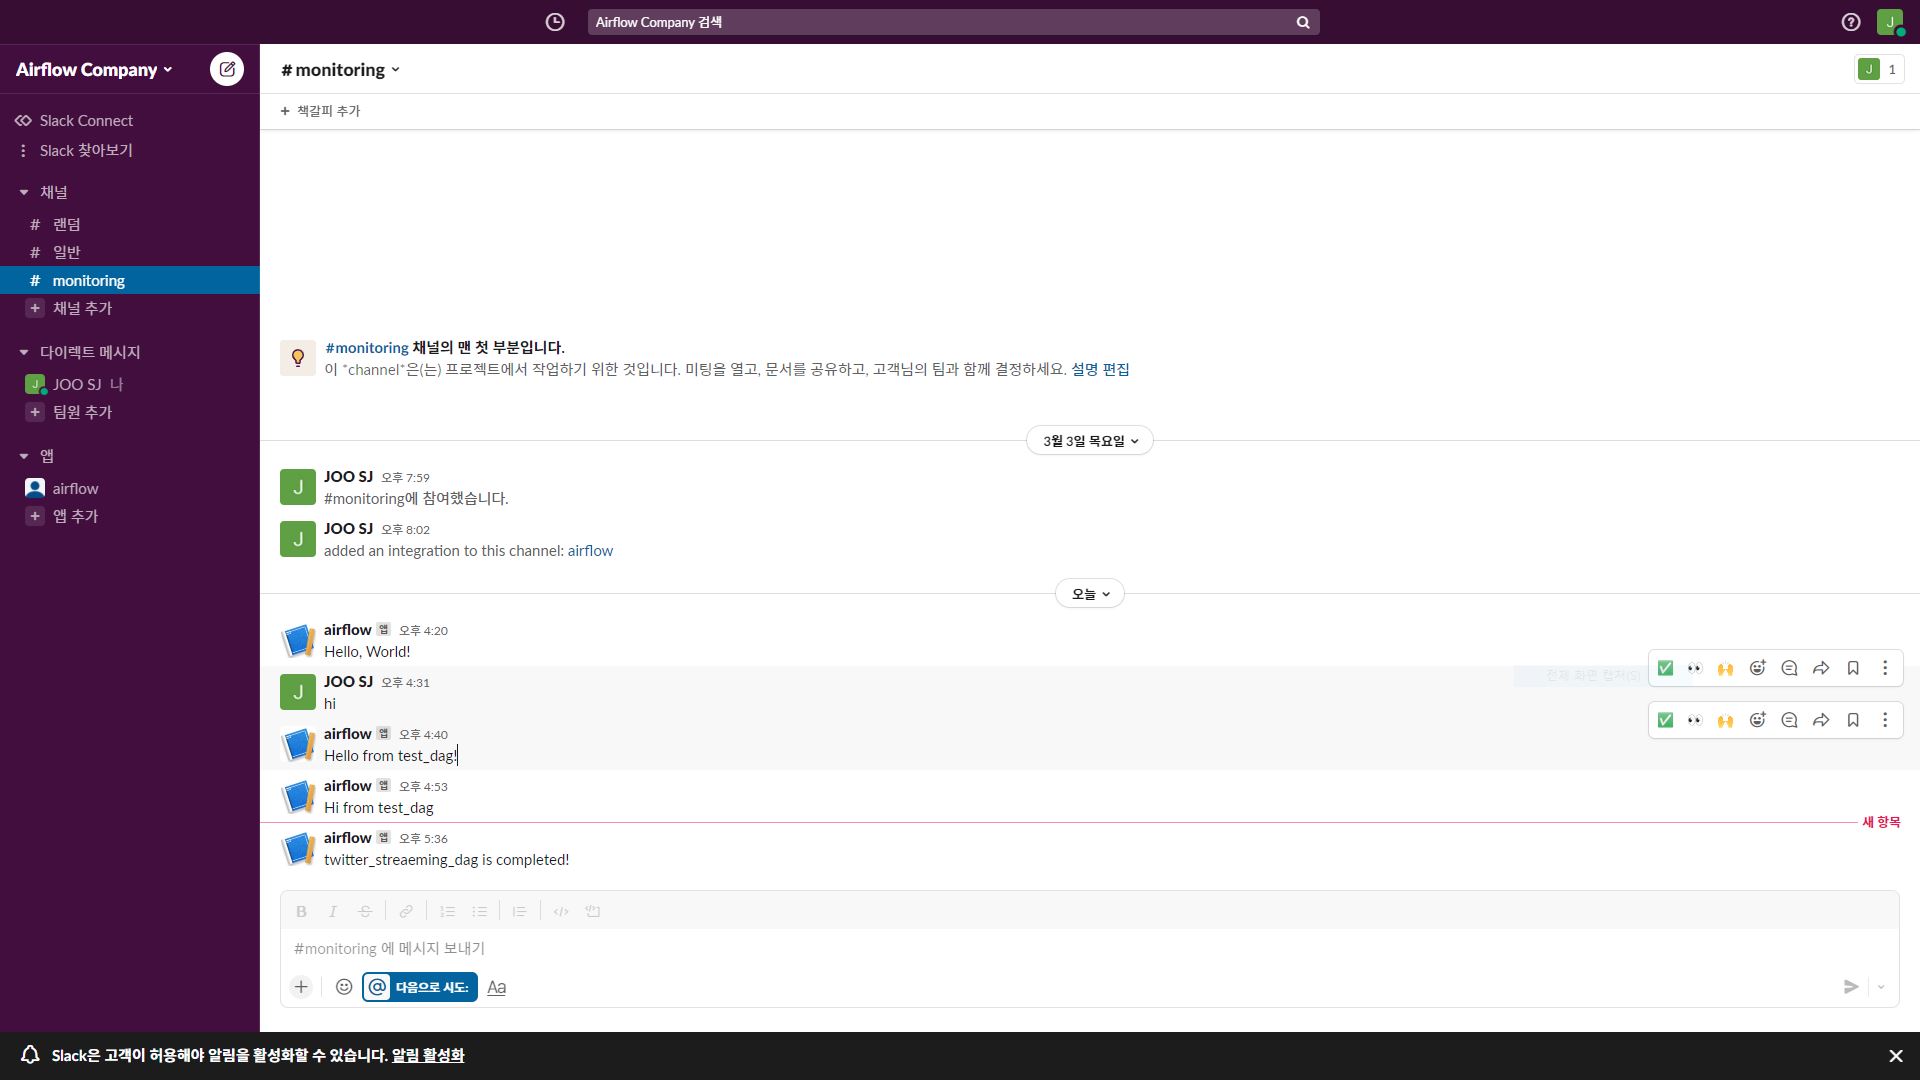 Airflow Company 검색
J
Airflow Company
# monitoring
J 1
+ 책갈피 추가
Slack Connect
Slack 찾아보기
채널
# 랜덤
# 일반
# monitoring
+ 채널 추가
다이렉트 메시지
J JOO SJ 나
+ 팀원 추가
앱
airflow
+ 앱 추가
#monitoring 채널의 맨 첫 부분입니다.
이 *channel*은(는) 프로젝트에서 작업하기 위한 것입니다. 미팅을 열고, 문서를 공유하고, 고객님의 팀과 함께 결정하세요. 설명 편집
3월 3일 목요일
J JOO SJ 오후 7:59
#monitoring에 참여했습니다.
J JOO SJ 오후 8:02
added an integration to this channel: airflow
오늘
airflow 앱 오후 4:20
Hello, World!
전체 화면 캡처(S)
J JOO SJ 오후 4:31
hi
airflow 앱 오후 4:40
Hello from test_dag!
airflow 앱 오후 4:53
Hi from test_dag
새 항목
airflow 앱 오후 5:36
twitter_streaeming_dag is completed!
B I S
#monitoring 에 메시지 보내기
@ 다음으로 시도: Aa
Slack은 고객이 허용해야 알림을 활성화할 수 있습니다. 알림 활성화